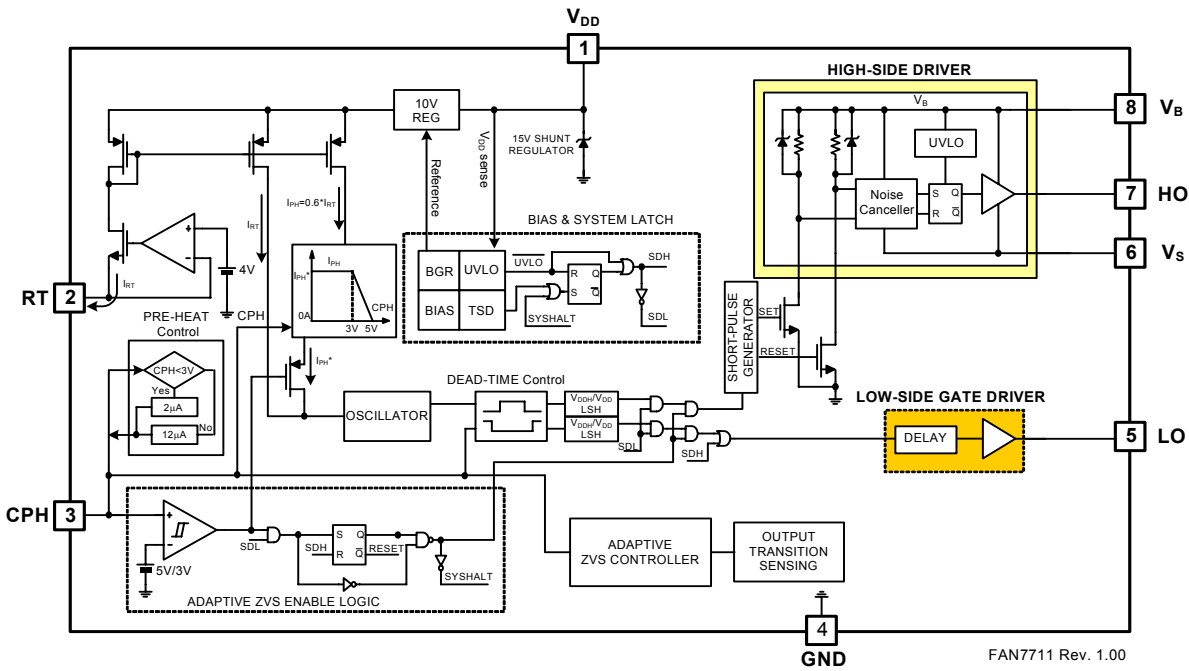 VDD
1
HIGH-SIDE DRIVER
10V
REG
VB
8
VB
15V SHUNT
REGULATOR
VDD sense
Reference
UVLO
IPH=0.6*IRT
IRT
Noise
Canceller
S
Q
R
Q
7
HO
BIAS & SYSTEM LATCH
4V
IPH
IPH*
0A
3V
5V
CPH
BGR
UVLO
BIAS
TSD
UVLO
R
Q
S
Q
SDH
SYSHALT
SDL
6
VS
RT
2
IRT
PRE-HEAT
Control
CPH
CPH<3V
Yes
2μA
No
12μA
IPH*
SHORT-PULSE
GENERATOR
SET
RESET
OSCILLATOR
DEAD-TIME Control
VDDH/VDD
LSH
VDDH/VDD
LSH
SDL
SDH
LOW-SIDE GATE DRIVER
DELAY
5
LO
CPH
3
+
-
5V/3V
SDL
SDH
S
Q
R
Q
RESET
SYSHALT
ADAPTIVE ZVS ENABLE LOGIC
ADAPTIVE
ZVS CONTROLLER
OUTPUT
TRANSITION
SENSING
4
GND
FAN7711 Rev. 1.00